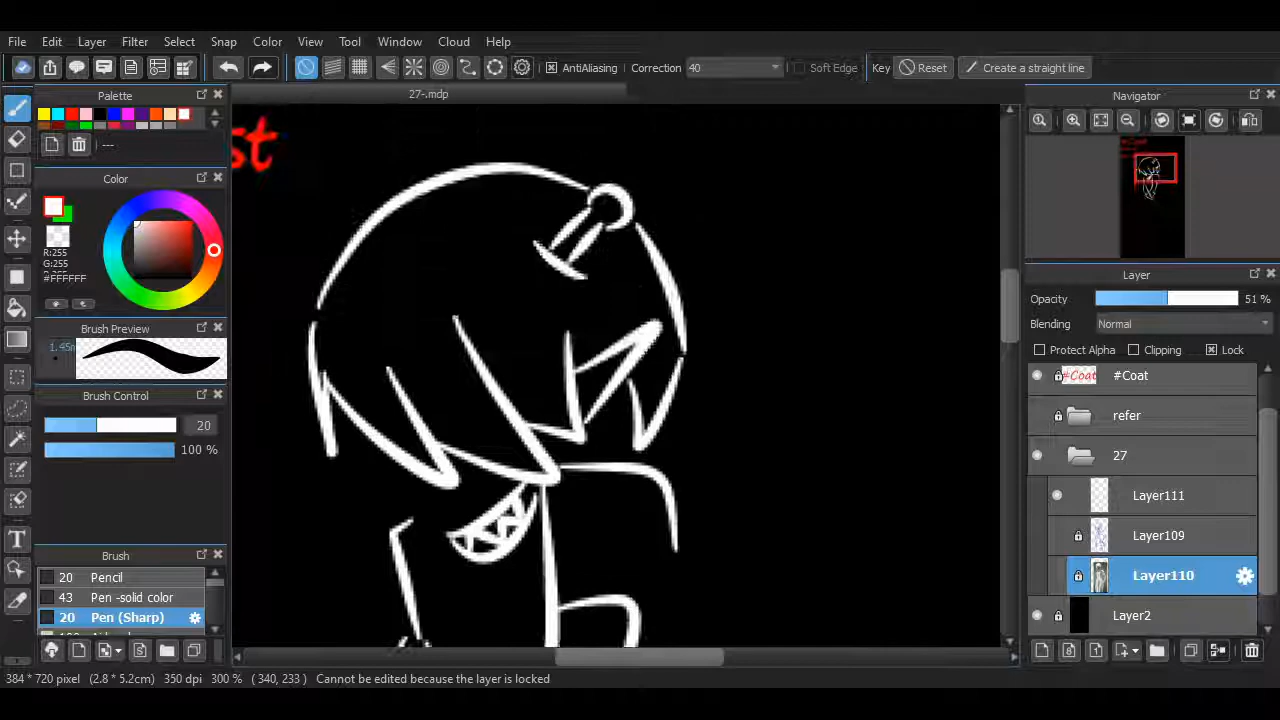 File Edit Layer Filter Select Snap Color View Tool Window Cloud Help
AntiAliasing Correction 40 Soft Edge Key Reset Create a straight line
Palette
27-.mdp
Navigator
---
st
Color
R:255
G:255
#FFFFFF
Brush Preview
Brush Control
20
100 %
Brush
20 Pencil
43 Pen -solid color
20 Pen (Sharp)
Layer
Opacity 51 %
Blending Normal
Protect Alpha Clipping Lock
#Coat #Coat
refer
27
Layer111
Layer109
Layer110
Layer2
384 * 720 pixel (2.8 * 5.2cm) 350 dpi 300 % ( 340, 233 ) Cannot be edited because the layer is locked